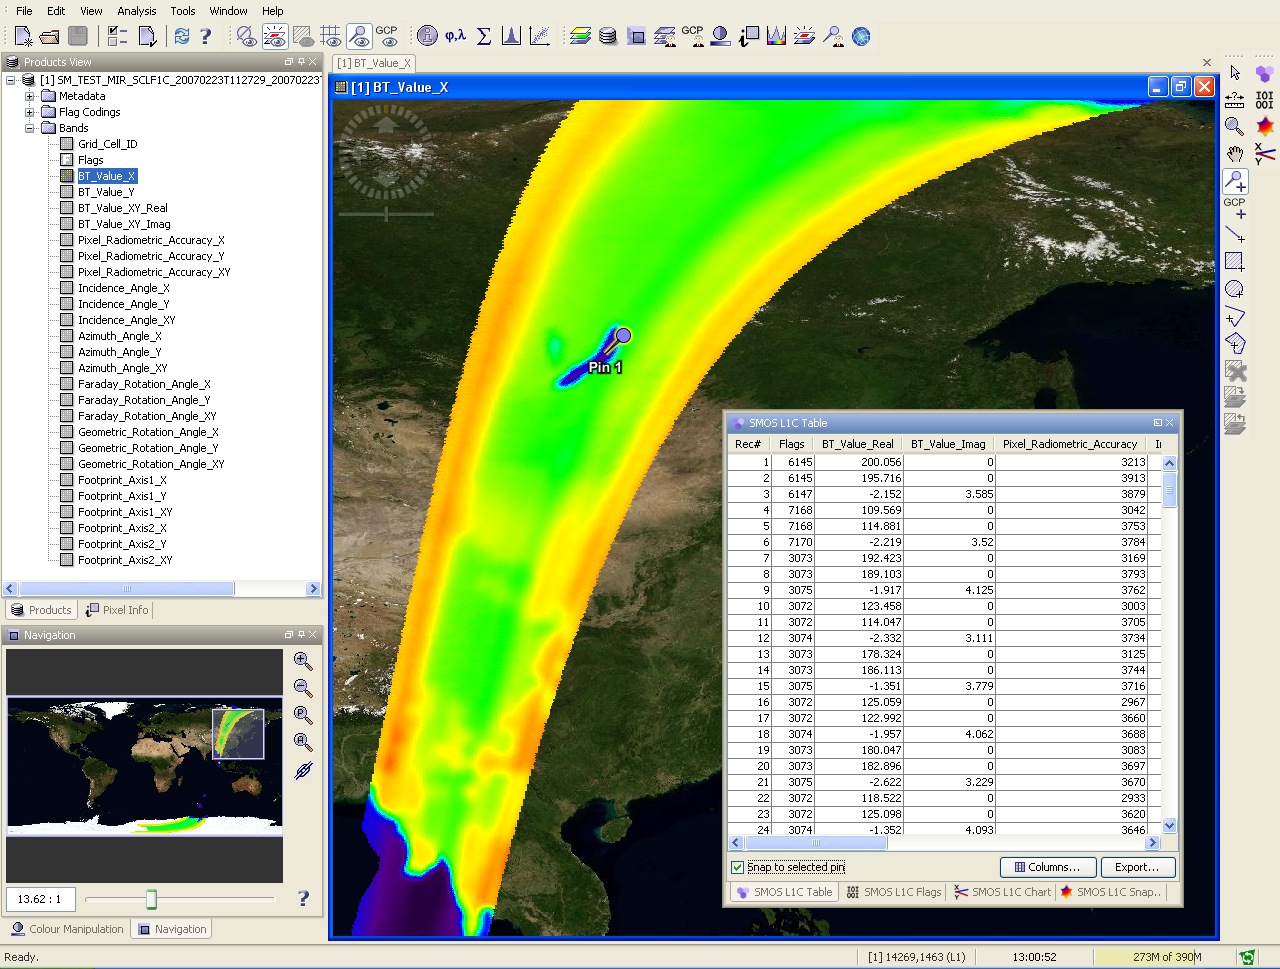 File Edit View Analysis Tools Window Help
GCP φ,λ Σ GCP
Products View
[1] BT_Value_X
[1] SM_TEST_MIR_SCLF1C_20070223T112729_20070223T
Metadata
Flag Codings
Bands
Grid_Cell_ID
Flags
BT_Value_X
BT_Value_Y
BT_Value_XY_Real
BT_Value_XY_Imag
Pixel_Radiometric_Accuracy_X
Pixel_Radiometric_Accuracy_Y
Pixel_Radiometric_Accuracy_XY
Incidence_Angle_X
Incidence_Angle_Y
Incidence_Angle_XY
Azimuth_Angle_X
Azimuth_Angle_Y
Azimuth_Angle_XY
Faraday_Rotation_Angle_X
Faraday_Rotation_Angle_Y
Faraday_Rotation_Angle_XY
Geometric_Rotation_Angle_X
Geometric_Rotation_Angle_Y
Geometric_Rotation_Angle_XY
Footprint_Axis1_X
Footprint_Axis1_Y
Footprint_Axis1_XY
Footprint_Axis2_X
Footprint_Axis2_Y
Footprint_Axis2_XY
Products Pixel Info
Navigation
13.62 : 1
Colour Manipulation Navigation
[1] BT_Value_X
Pin 1
SMOS L1C Table
Rec# Flags BT_Value_Real BT_Value_Imag Pixel_Radiometric_Accuracy
1 6145 200.056 0 3213
2 6145 195.716 0 3913
3 6147 -2.152 3.585 3879
4 7168 109.569 0 3042
5 7168 114.881 0 3753
6 7170 -2.219 3.52 3784
7 3073 192.423 0 3169
8 3073 189.103 0 3793
9 3075 -1.917 4.125 3762
10 3072 123.458 0 3003
11 3072 114.047 0 3705
12 3074 -2.332 3.111 3734
13 3073 178.324 0 3125
14 3073 186.113 0 3744
15 3075 -1.351 3.779 3716
16 3072 125.059 0 2967
17 3072 122.992 0 3660
18 3074 -1.957 4.062 3688
19 3073 180.047 0 3083
20 3073 182.896 0 3697
21 3075 -2.622 3.229 3670
22 3072 118.522 0 2933
23 3072 125.098 0 3620
24 3074 -1.352 4.093 3646
Snap to selected pin Columns... Export...
SMOS L1C Table SMOS L1C Flags SMOS L1C Chart SMOS L1C Snap..
IOI
OOI
X
Y
GCP
Ready. [1] 14269,1463 (L1) 13:00:52 273M of 390M